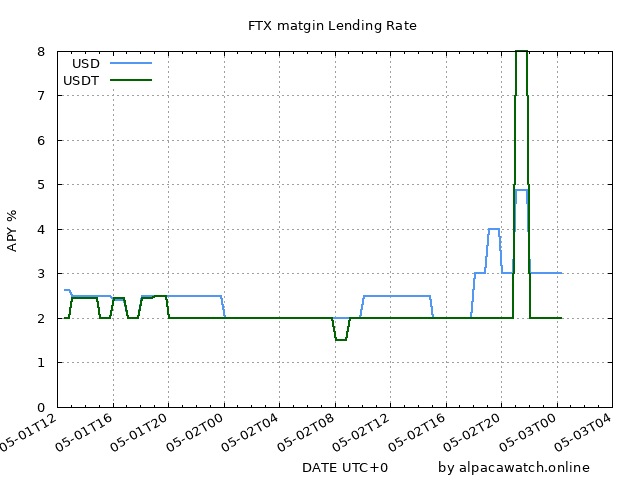 FTX matgin Lending Rate
USD
USDT
8
7
6
5
4
3
2
1
0
APY %
05-01T12
05-01T16
05-01T20
05-02T00
05-02T04
05-02T08
05-02T12
05-02T16
05-02T20
05-03T00
05-03T04
DATE UTC+0
by alpacawatch.online